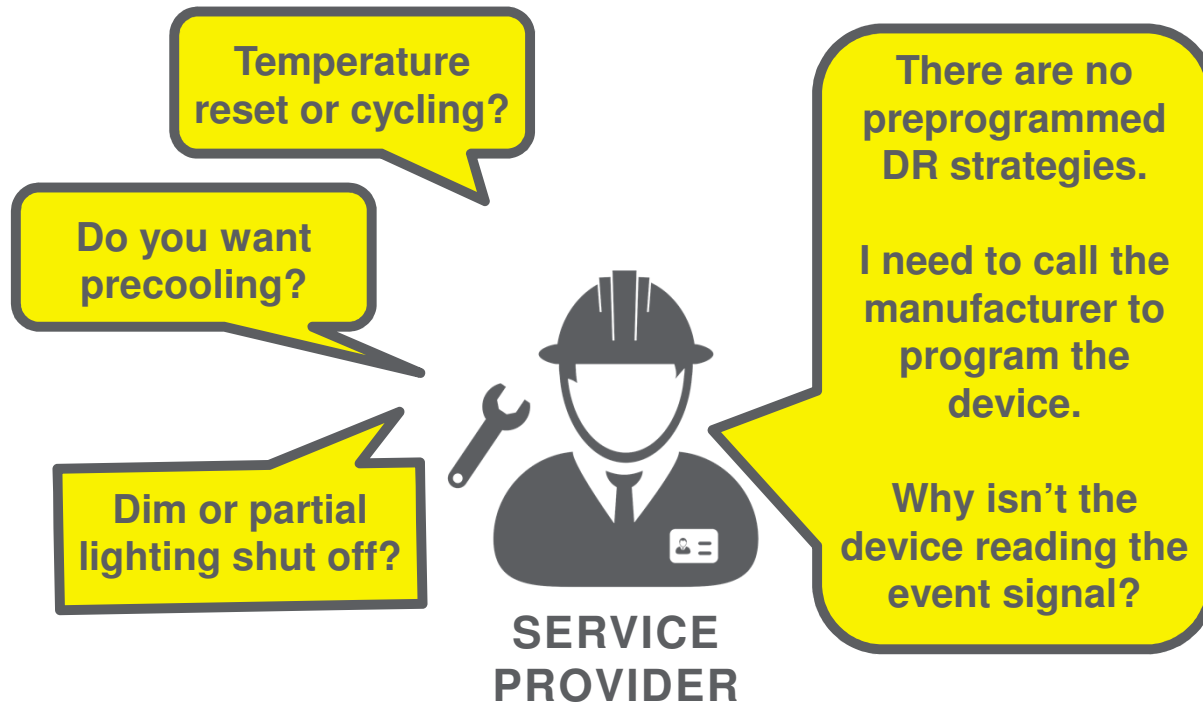 Temperature
reset or cycling?
Do you want
precooling?
Dim or partial
lighting shut off?
There are no
preprogrammed
DR strategies.
I need to call the
manufacturer to
program the
device.
Why isn’t the
device reading the
event signal?
SERVICE
PROVIDER